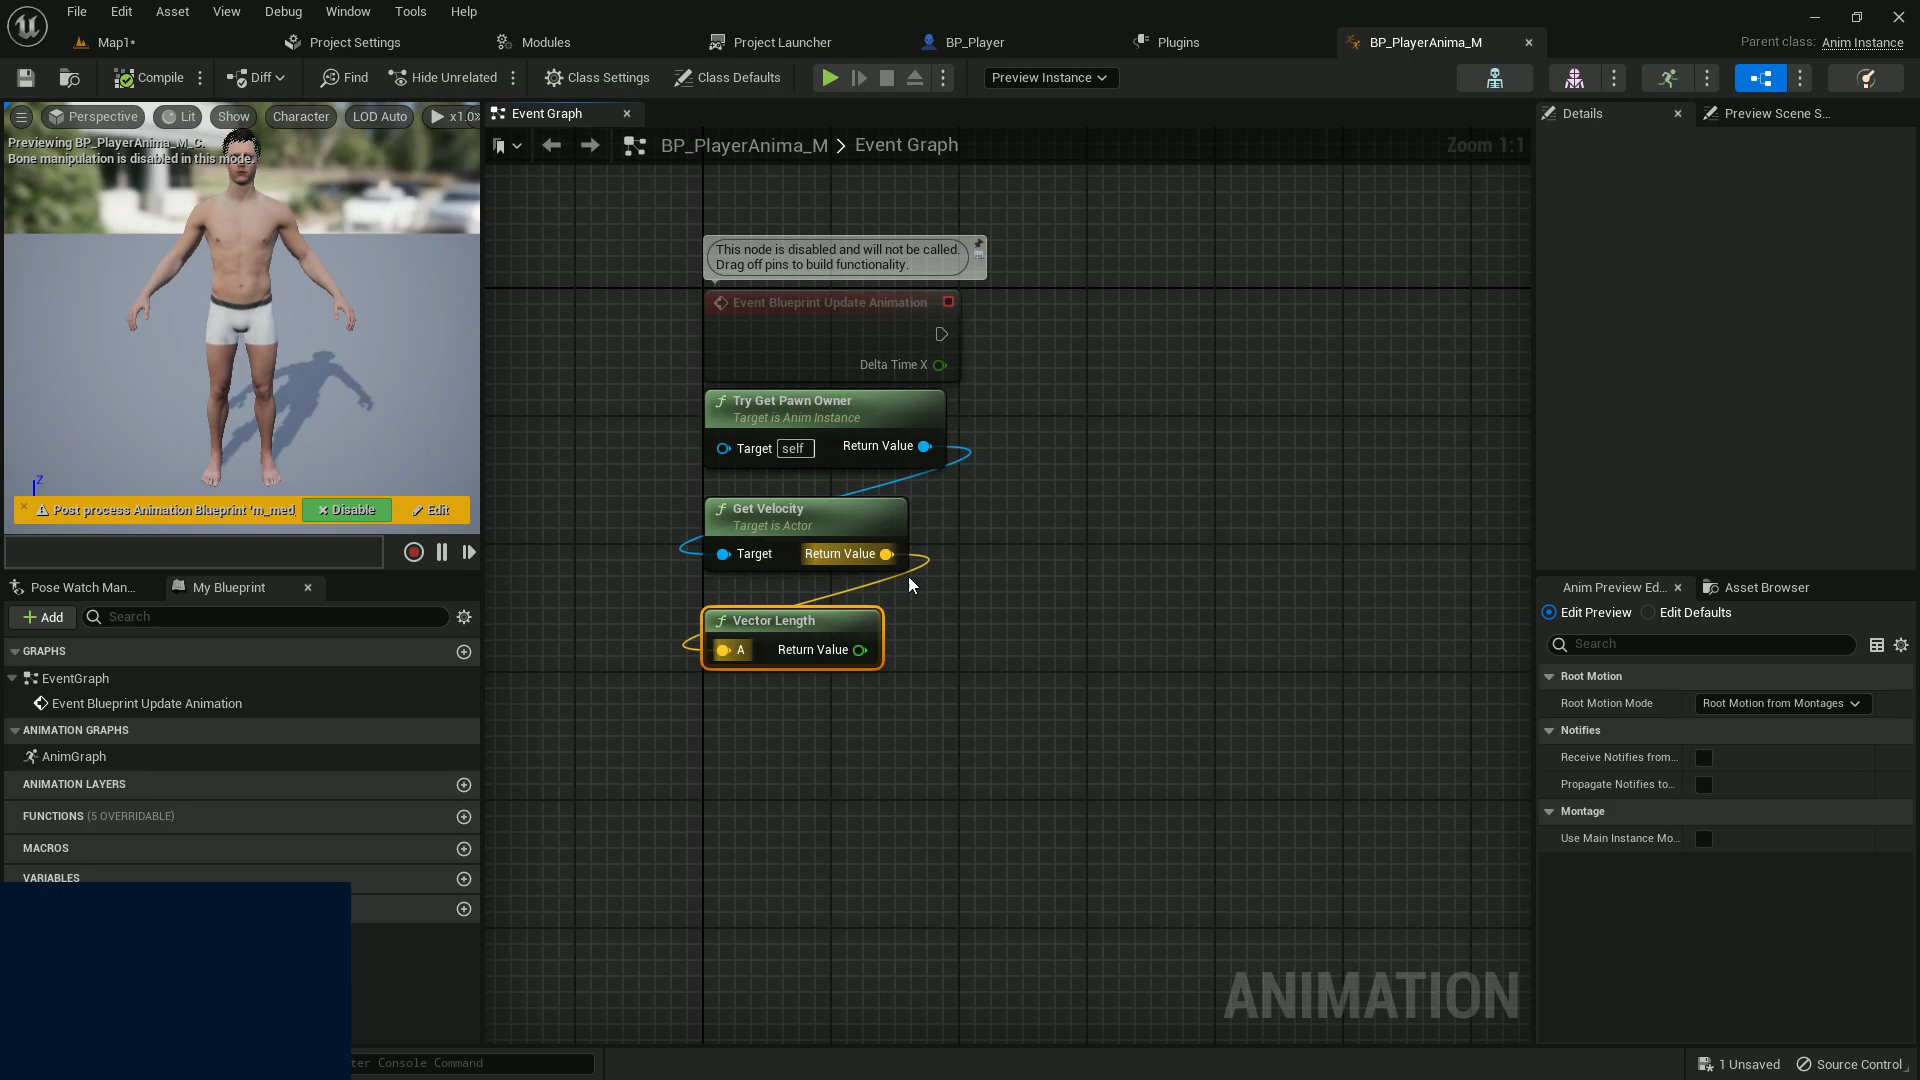 File Edit Asset View Debug Window Tools Help
Map1* Project Settings Modules Project Launcher BP_Player Plugins BP_PlayerAnima_M Parent class: Anim Instance
Compile Diff Find Hide Unrelated Class Settings Class Defaults Preview Instance
Perspective Lit Show Character LOD Auto x1.0
Previewing BP_PlayerAnima_M_C.
Bone manipulation is disabled in this mode.
Z
Post process Animation Blueprint 'm_med Disable Edit
Pose Watch Man... My Blueprint
Add Search
GRAPHS
EventGraph
Event Blueprint Update Animation
ANIMATION GRAPHS
AnimGraph
ANIMATION LAYERS
FUNCTIONS (5 OVERRIDABLE)
MACROS
VARIABLES
ter Console Command
Event Graph
BP_PlayerAnima_M > Event Graph
Zoom 1:1
This node is disabled and will not be called.
Drag off pins to build functionality.
Event Blueprint Update Animation
Delta Time X
Try Get Pawn Owner
Target is Anim Instance
Target self Return Value
Get Velocity
Target is Actor
Target Return Value
Vector Length
A Return Value
ANIMATION
Details Preview Scene S...
Anim Preview Ed... Asset Browser
Edit Preview Edit Defaults
Search
Root Motion
Root Motion Mode Root Motion from Montages
Notifies
Receive Notifies from...
Propagate Notifies to...
Montage
Use Main Instance Mo...
1 Unsaved Source Control